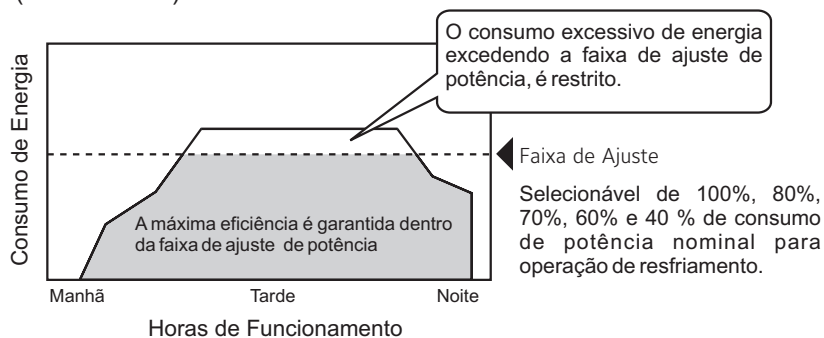 O consumo excessivo de energia
excedendo a faixa de ajuste de
potência, é restrito.
Consumo de Energia
Faixa de Ajuste
Selecionável de 100%, 80%,
70%, 60% e 40 % de consumo
de potência nominal para
operação de resfriamento.
A máxima eficiência é garantida dentro
da faixa de ajuste de potência
Manhã Tarde Noite
Horas de Funcionamento